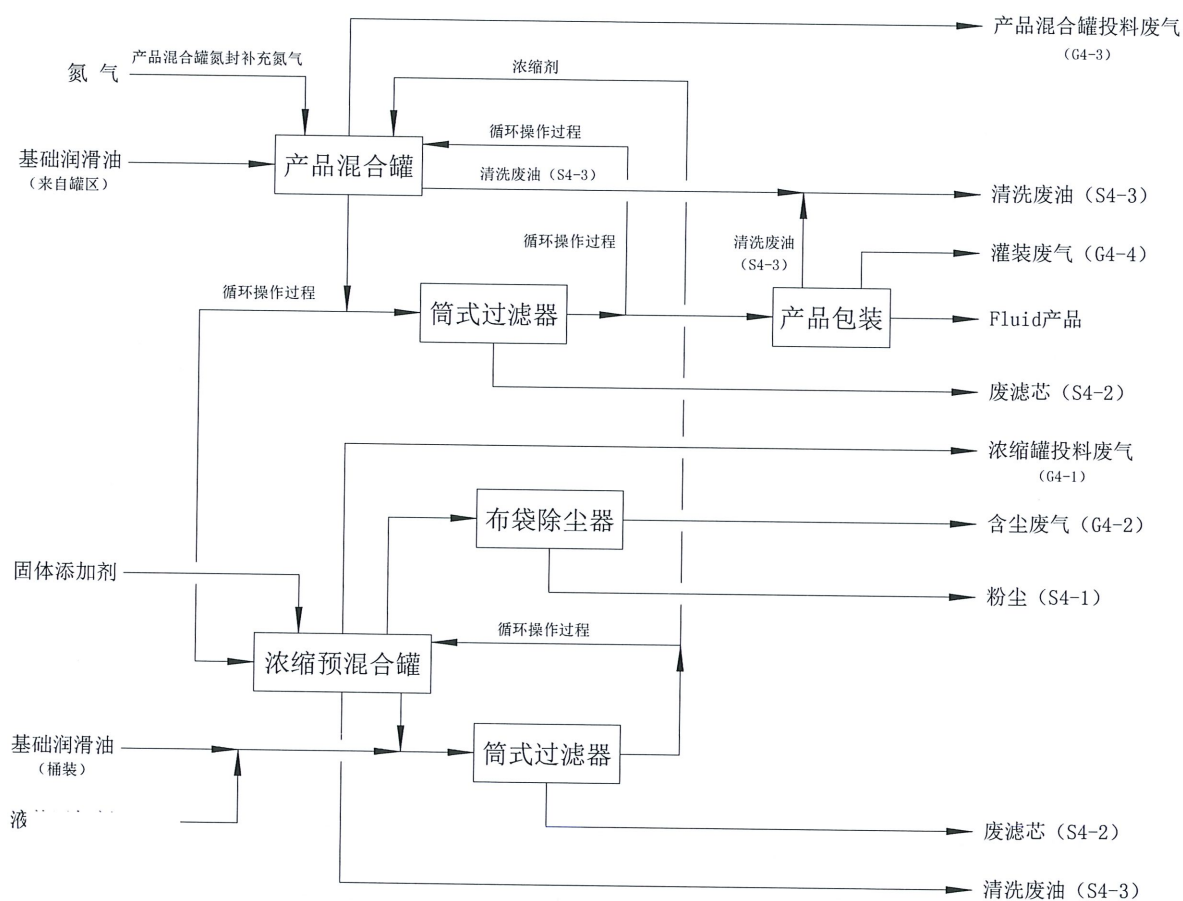 产品混合罐投料废气
(G4-3)
氮 气
产品混合罐氮封补充氮气
浓缩剂
循环操作过程
基础润滑油
(来自罐区)
产品混合罐
清洗废油(S4-3)
清洗废油(S4-3)
循环操作过程
清洗废油
(S4-3)
灌装废气(G4-4)
循环操作过程
筒式过滤器
产品包装
Fluid产品
废滤芯(S4-2)
浓缩罐投料废气
(G4-1)
布袋除尘器
含尘废气(G4-2)
固体添加剂
粉尘(S4-1)
循环操作过程
浓缩预混合罐
基础润滑油
(桶装)
筒式过滤器
液
废滤芯(S4-2)
清洗废油(S4-3)